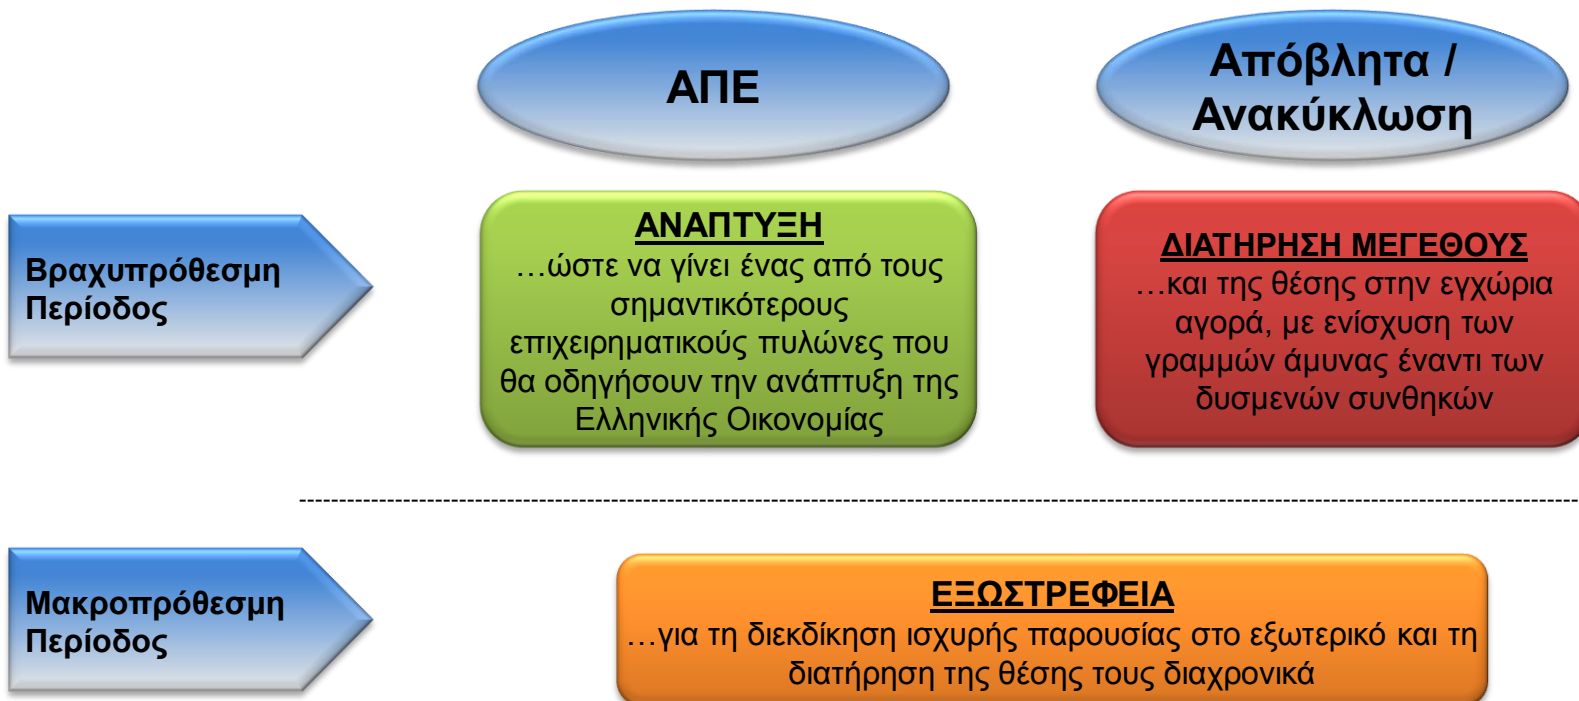 ΑΠΕ
Απόβλητα /
Ανακύκλωση
Βραχυπρόθεσμη
Περίοδος
ΑΝΑΠΤΥΞΗ
…ώστε να γίνει ένας από τους
σημαντικότερους
επιχειρηματικούς πυλώνες που
θα οδηγήσουν την ανάπτυξη της
Ελληνικής Οικονομίας
ΔΙΑΤΗΡΗΣΗ ΜΕΓΕΘΟΥΣ
…και της θέσης στην εγχώρια
αγορά, με ενίσχυση των
γραμμών άμυνας έναντι των
δυσμενών συνθηκών
Μακροπρόθεσμη
Περίοδος
ΕΞΩΣΤΡΕΦΕΙΑ
…για τη διεκδίκηση ισχυρής παρουσίας στο εξωτερικό και τη
διατήρηση της θέσης τους διαχρονικά